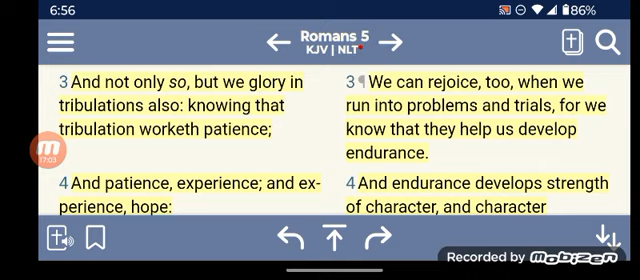 6:56
86%
Romans 5
KJV | NLT
3 And not only so, but we glory in
tribulations also: knowing that
tribulation worketh patience;
4 And patience, experience; and ex-
perience, hope:
3 ¶ We can rejoice, too, when we
run into problems and trials, for we
know that they help us develop
endurance.
4 And endurance develops strength
of character, and character
17:03
Recorded by Mobizen